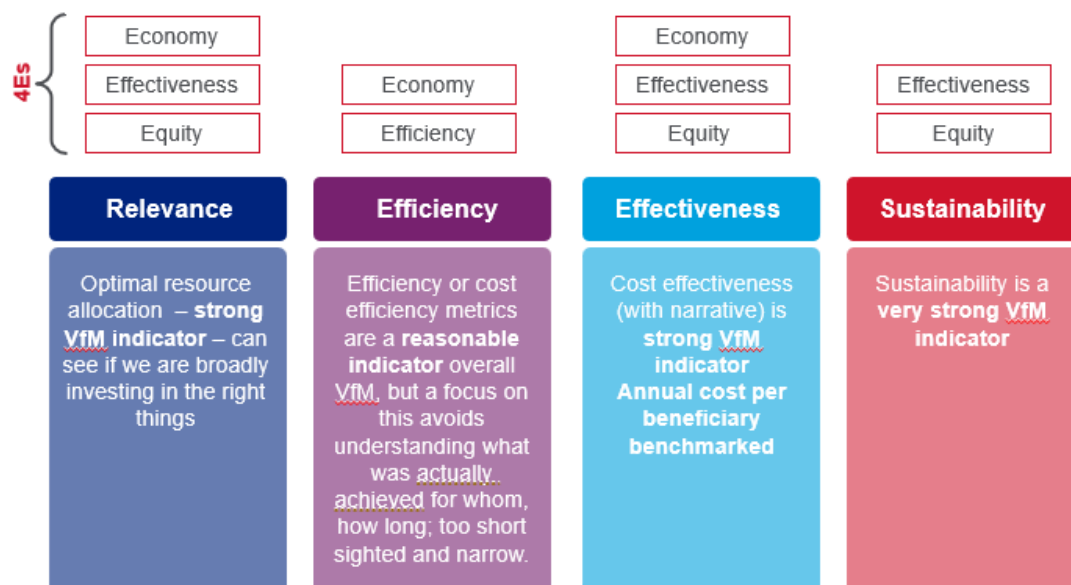 4Es
Economy
Effectiveness
Equity
Economy
Efficiency
Economy
Effectiveness
Equity
Effectiveness
Equity
Relevance
Optimal resource
allocation – strong
VfM indicator – can
see if we are broadly
investing in the right
things
Efficiency
Efficiency or cost
efficiency metrics
are a reasonable
indicator overall
VfM, but a focus on
this avoids
understanding what
was actually
achieved for whom,
how long; too short
sighted and narrow.
Effectiveness
Cost effectiveness
(with narrative) is
strong VfM
indicator
Annual cost per
beneficiary
benchmarked
Sustainability
Sustainability is a
very strong VfM
indicator